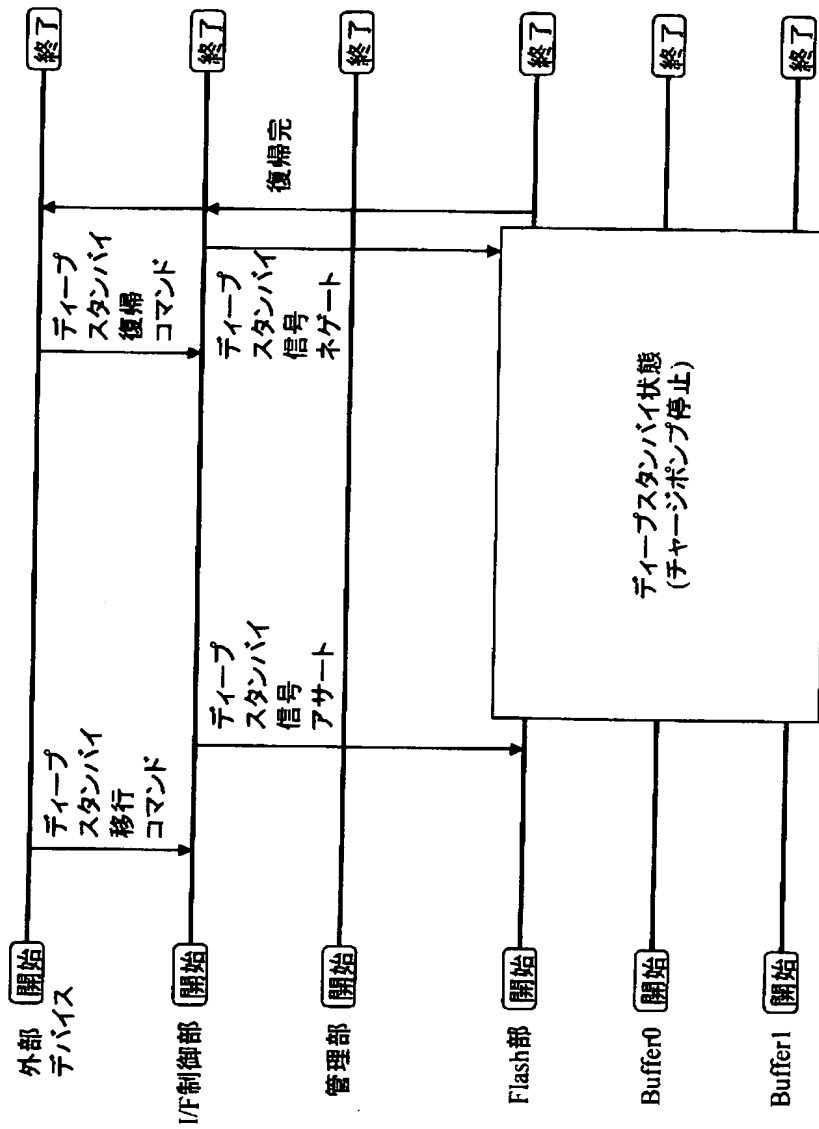 外部
デバイス
開始
終了
I/F制御部
開始
終了
管理部
開始
終了
Flash部
開始
終了
Buffer0
開始
終了
Buffer1
開始
終了
ディープ
スタンバイ
移行
コマンド
ディープ
スタンバイ
信号
アサート
ディープスタンバイ状態
(チャージポンプ停止)
ディープ
スタンバイ
復帰
コマンド
ディープ
スタンバイ
信号
ネゲート
復帰完